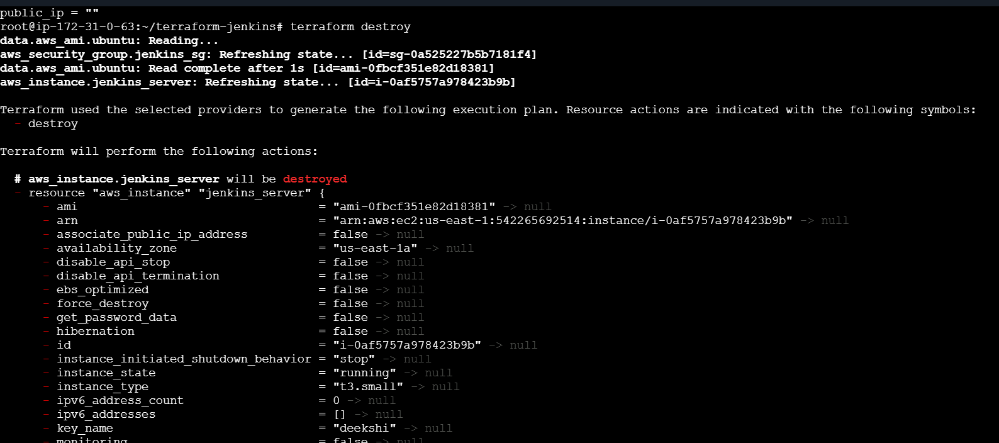 public_ip = ""
root@ip-172-31-0-63:~/terraform-jenkins# terraform destroy
data.aws_ami.ubuntu: Reading...
aws_security_group.jenkins_sg: Refreshing state... [id=sg-0a525227b5b7181f4]
data.aws_ami.ubuntu: Read complete after 1s [id=ami-0fbcf351e82d18381]
aws_instance.jenkins_server: Refreshing state... [id=i-0af5757a978423b9b]
Terraform used the selected providers to generate the following execution plan. Resource actions are indicated with the following symbols:
- destroy
Terraform will perform the following actions:
# aws_instance.jenkins_server will be destroyed
- resource "aws_instance" "jenkins_server" {
- ami = "ami-0fbcf351e82d18381" -> null
- arn = "arn:aws:ec2:us-east-1:542265692514:instance/i-0af5757a978423b9b" -> null
- associate_public_ip_address = false -> null
- availability_zone = "us-east-1a" -> null
- disable_api_stop = false -> null
- disable_api_termination = false -> null
- ebs_optimized = false -> null
- force_destroy = false -> null
- get_password_data = false -> null
- hibernation = false -> null
- id = "i-0af5757a978423b9b" -> null
- instance_initiated_shutdown_behavior = "stop" -> null
- instance_state = "running" -> null
- instance_type = "t3.small" -> null
- ipv6_address_count = 0 -> null
- ipv6_addresses = [] -> null
- key_name = "deekshi" -> null
- monitoring = false -> null